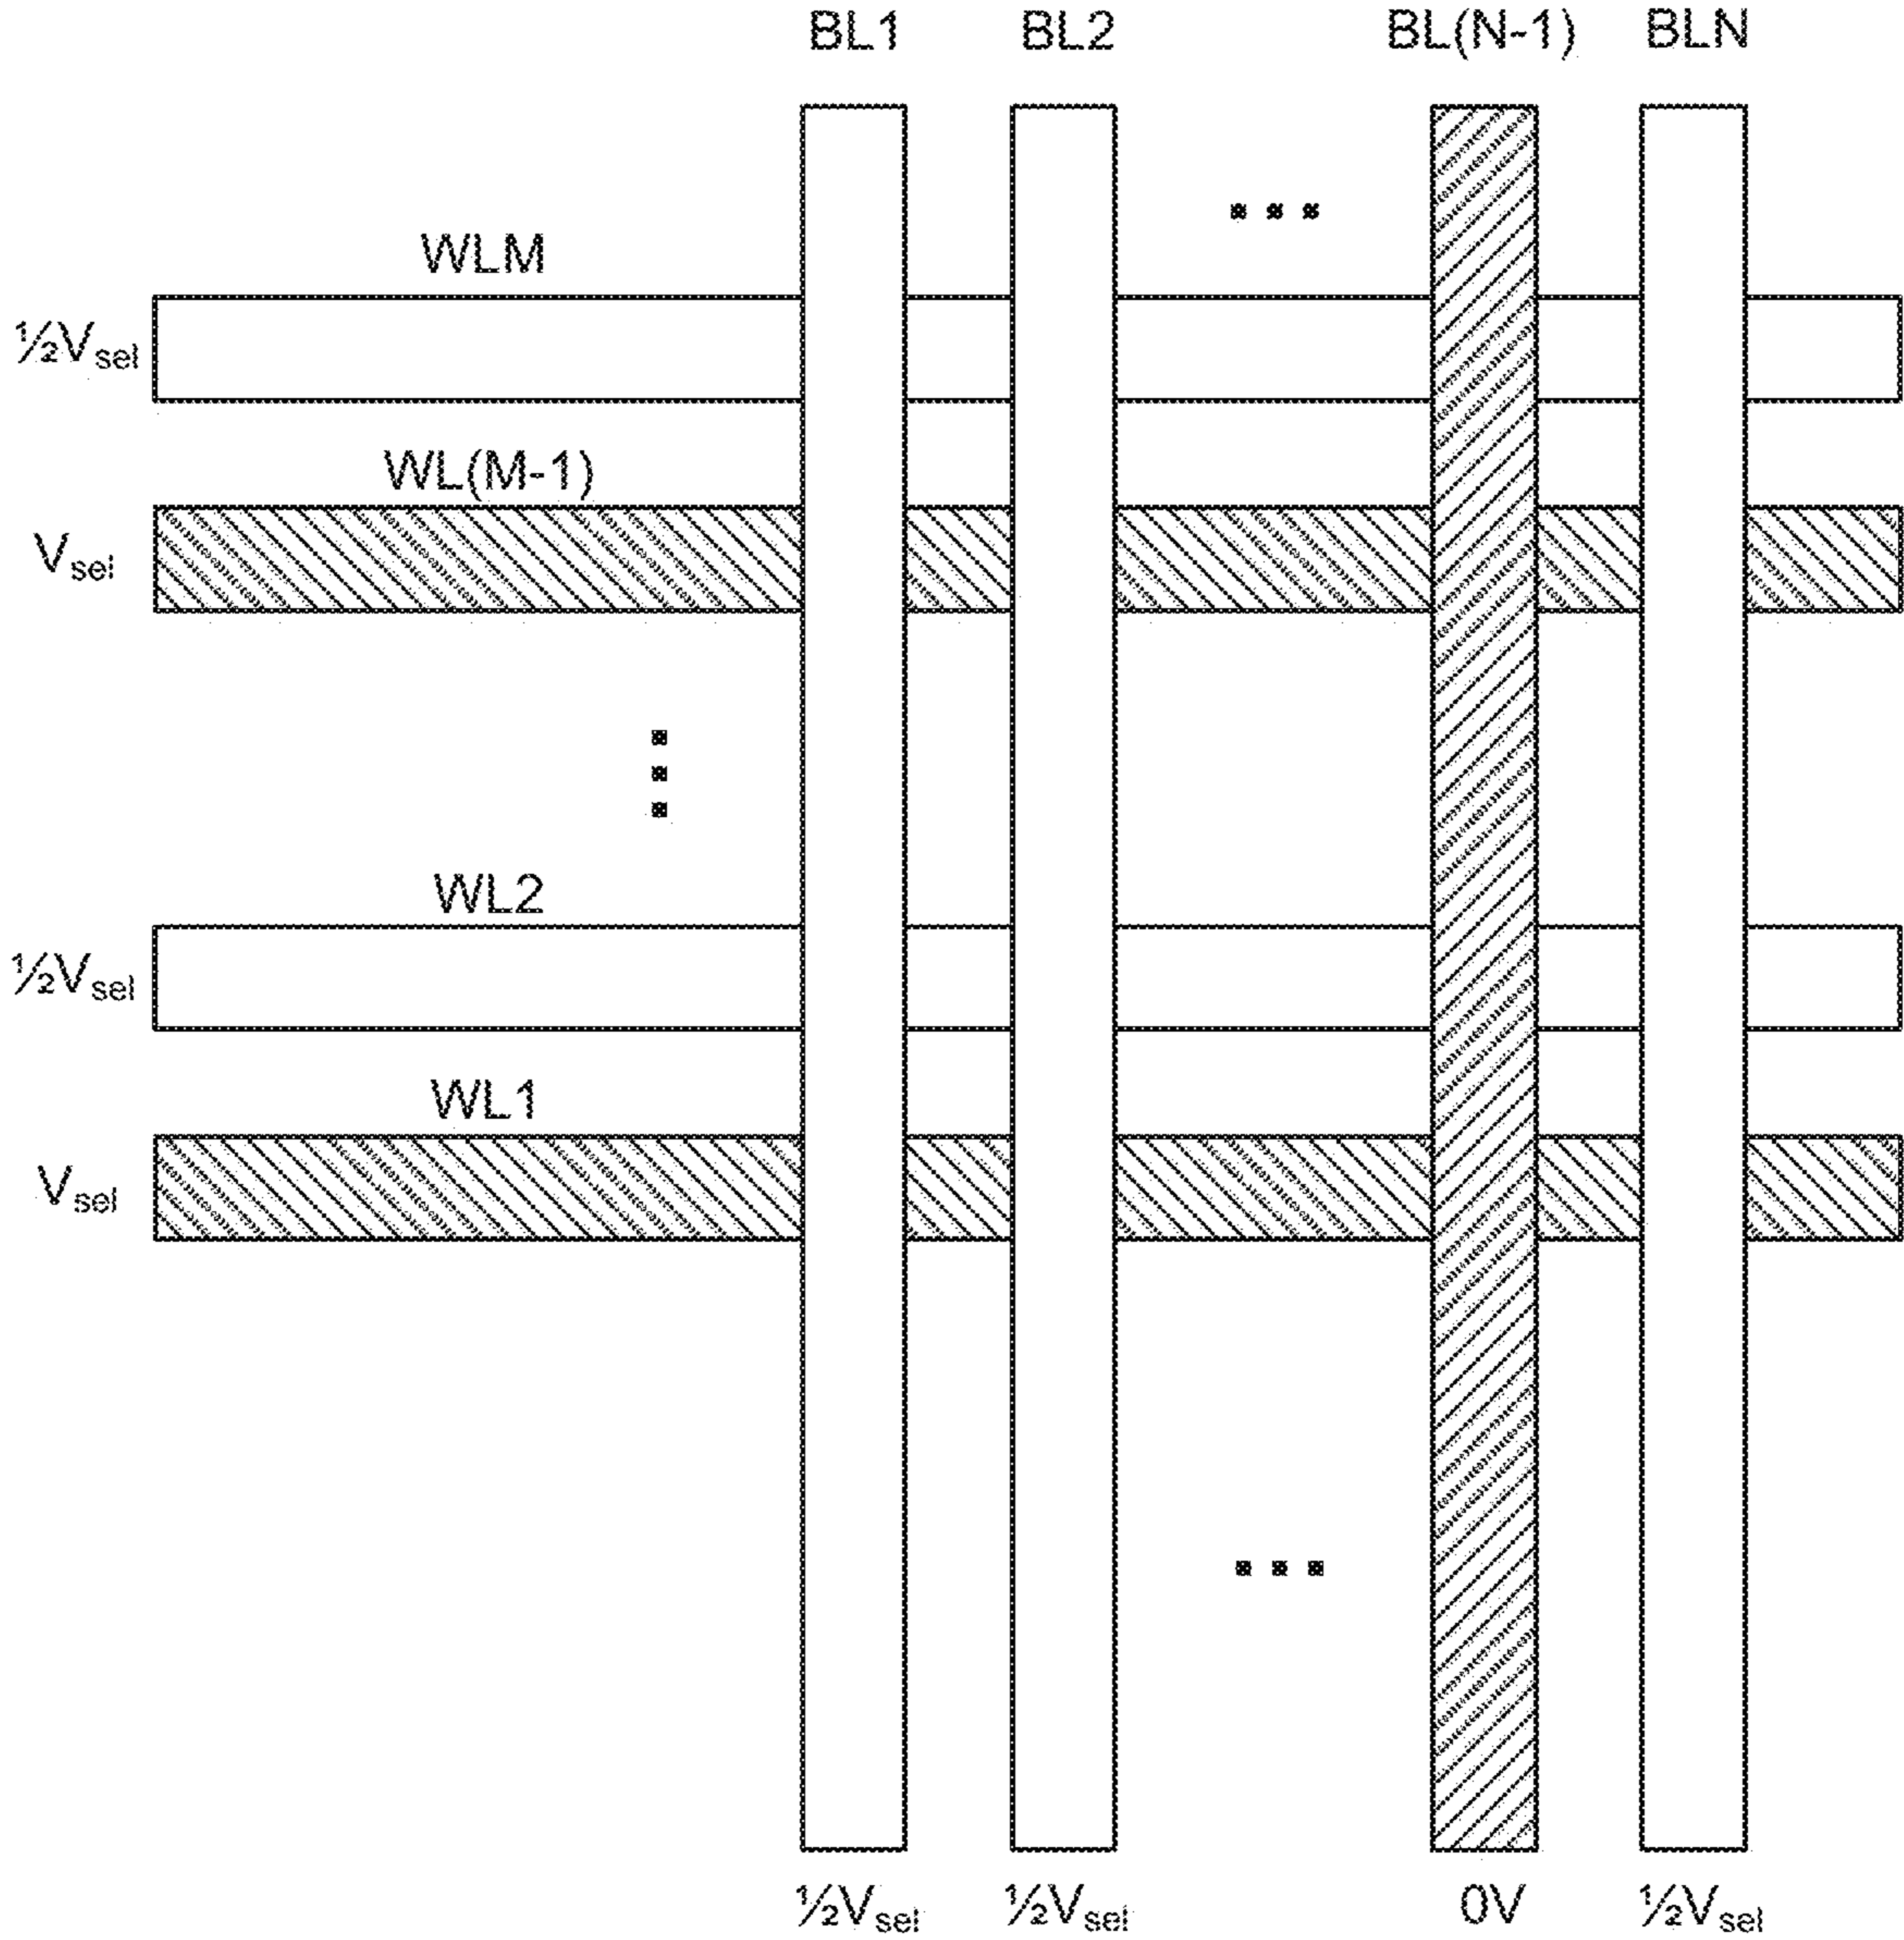 BL1 BL2 BL(N-1) BLN
WLM
½Vsel
WL(M-1)
Vsel
WL2
½Vsel
WL1
Vsel
½Vsel ½Vsel 0V ½Vsel